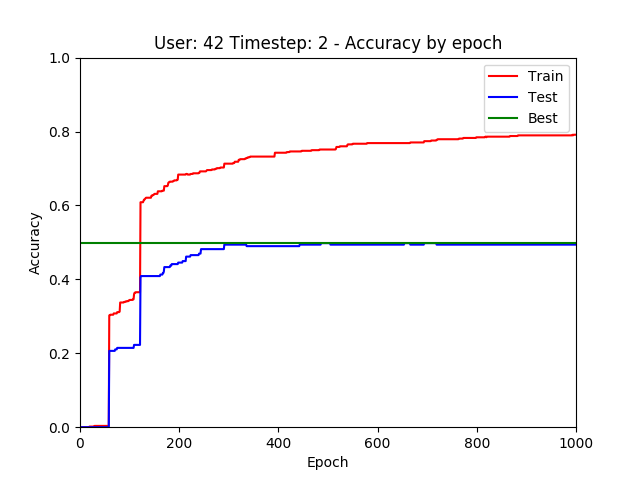 User: 42 Timestep: 2 - Accuracy by epoch
1.0
0.8
0.6
0.4
0.2
0.0
Accuracy
Train
Test
Best
0 200 400 600 800 1000
Epoch